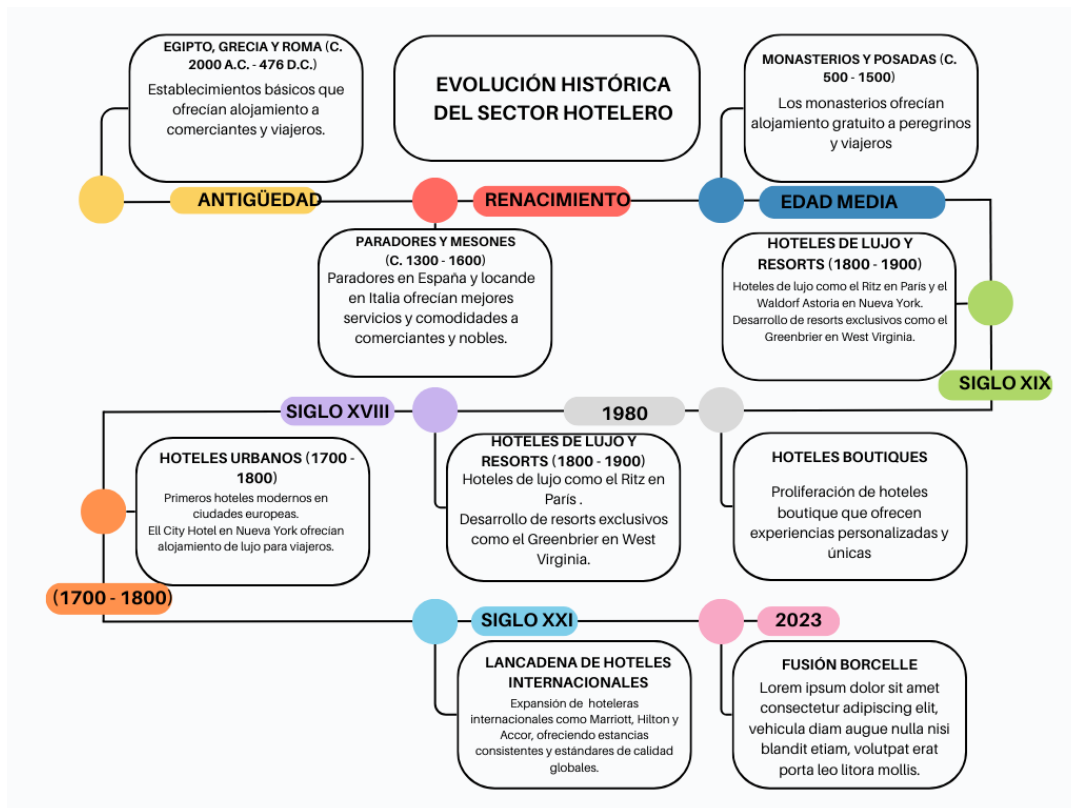 EGIPTO, GRECIA Y ROMA (C.
2000 A.C. - 476 D.C.)
Establecimientos básicos que
ofrecían alojamiento a
comerciantes y viajeros.
EVOLUCIÓN HISTÓRICA
DEL SECTOR HOTELERO
MONASTERIOS Y POSADAS (C.
500 - 1500)
Los monasterios ofrecían
alojamiento gratuito a peregrinos
y viajeros
ANTIGÜEDAD
RENACIMIENTO
EDAD MEDIA
PARADORES Y MESONES
(C. 1300 - 1600)
Paradores en España y locande
en Italia ofrecían mejores
servicios y comodidades a
comerciantes y nobles.
HOTELES DE LUJO Y
RESORTS (1800 - 1900)
Hoteles de lujo como el Ritz en París y el
Waldorf Astoria en Nueva York.
Desarrollo de resorts exclusivos como el
Greenbrier en West Virginia.
SIGLO XIX
SIGLO XVIII
1980
HOTELES URBANOS (1700 -
1800)
Primeros hoteles modernos en
ciudades europeas.
Ell City Hotel en Nueva York ofrecían
alojamiento de lujo para viajeros.
HOTELES DE LUJO Y
RESORTS (1800 - 1900)
Hoteles de lujo como el Ritz en
París .
Desarrollo de resorts exclusivos
como el Greenbrier en West
Virginia.
HOTELES BOUTIQUES
Proliferación de hoteles
boutique que ofrecen
experiencias personalizadas y
únicas
(1700 - 1800)
SIGLO XXI
2023
LANCADENA DE HOTELES
INTERNACIONALES
Expansión de hoteleras
internacionales como Marriott, Hilton y
Accor, ofreciendo estancias
consistentes y estándares de calidad
globales.
FUSIÓN BORCELLE
Lorem ipsum dolor sit amet
consectetur adipiscing elit,
vehicula diam augue nulla nisi
blandit etiam, volutpat erat
porta leo litora mollis.